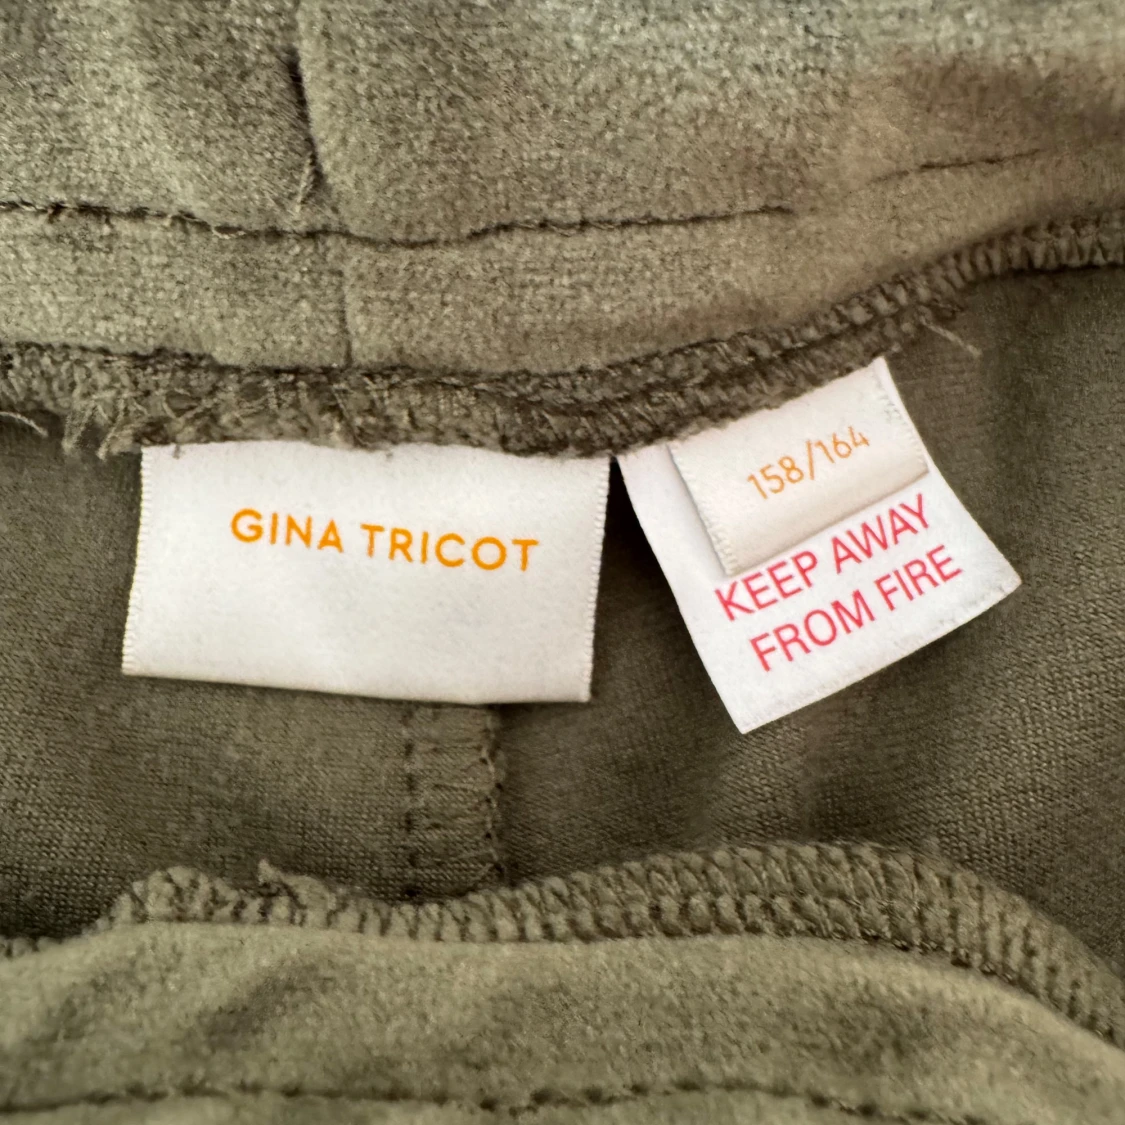 GINA TRICOT
158/164
KEEP AWAY
FROM FIRE